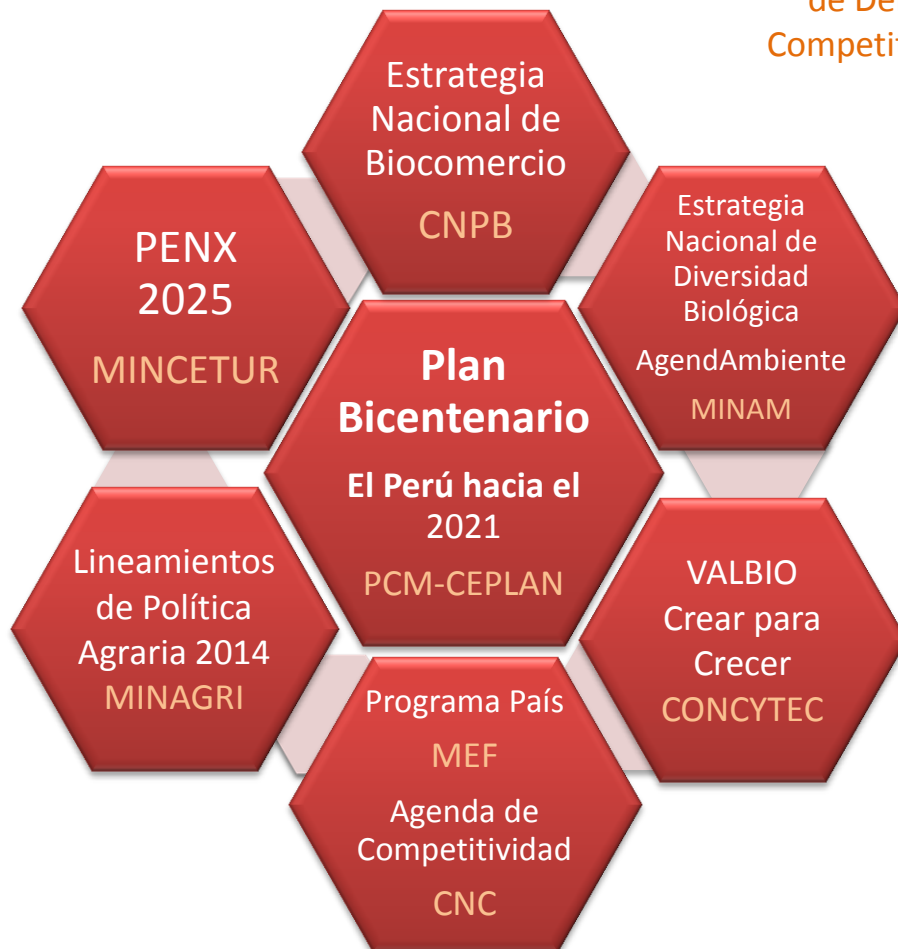 de De
Competit
Estrategia
Nacional de
Biocomercio
CNPB
PENX
2025
MINCETUR
Estrategia
Nacional de
Diversidad
Biológica
AgendAmbiente
MINAM
Plan
Bicentenario
El Perú hacia el
2021
PCM-CEPLAN
Lineamientos
de Política
Agraria 2014
MINAGRI
VALBIO
Crear para
Crecer
CONCYTEC
Programa País
MEF
Agenda de
Competitividad
CNC